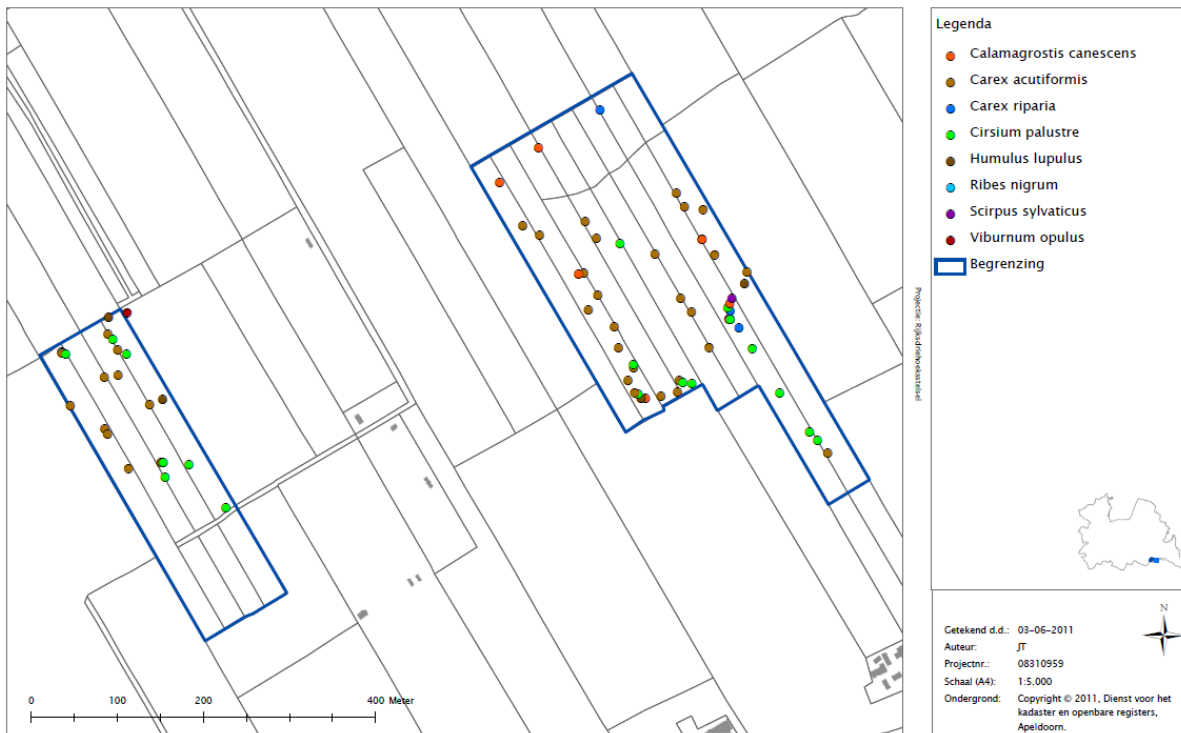 Legenda
Calamagrostis canescens
Carex acutiformis
Carex riparia
Cirsium palustre
Humulus lupulus
Ribes nigrum
Scirpus sylvaticus
Viburnum opulus
Begrenzing
Projectie: Rijksdriehoeksstelsel
0 100 200 400 Meter
N
Getekend d.d.: 03-06-2011
Auteur: JT
Projectnr.: 08310959
Schaal (A4): 1:5.000
Ondergrond: Copyright © 2011, Dienst voor het
kadaster en openbare registers,
Apeldoorn.